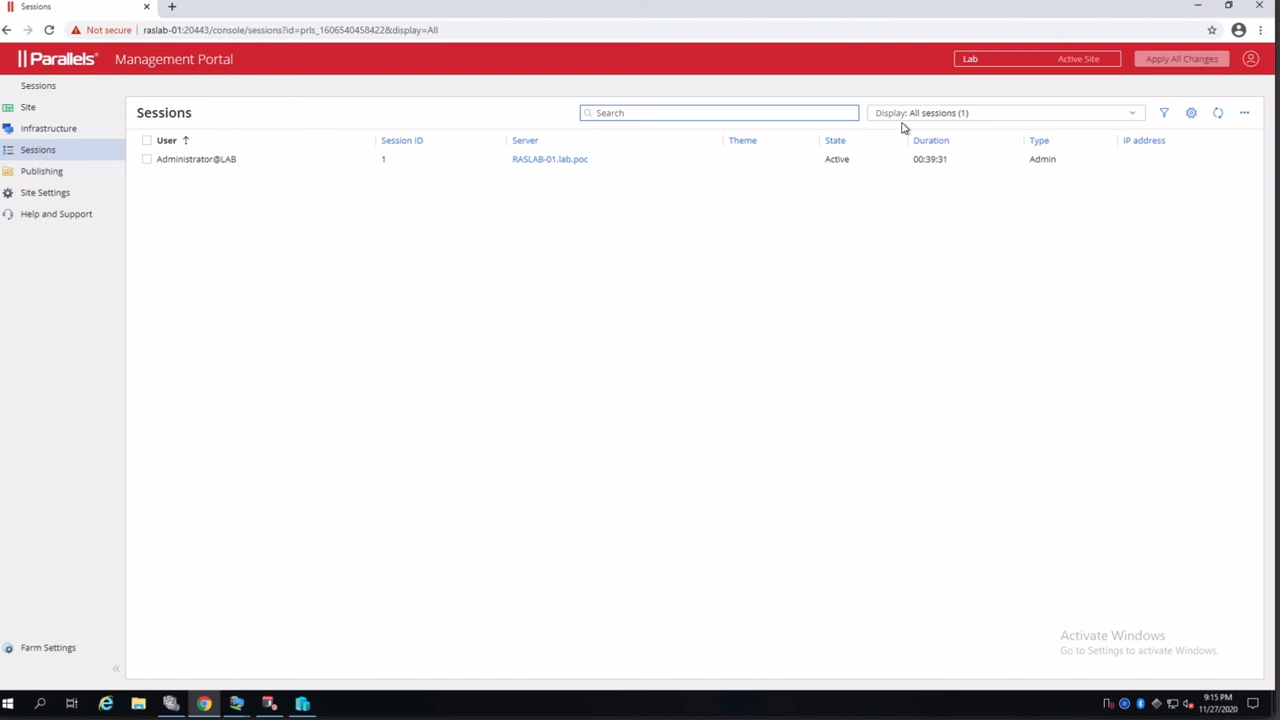 Sessions
Not secure raslab-01:20443/console/sessions?id=prls_1606540458422&display=All
Parallels Management Portal Lab Active Site Apply All Changes
Sessions
Site
Infrastructure
Sessions
Publishing
Site Settings
Help and Support
Farm Settings
Sessions Search Display: All sessions (1)
User Session ID Server Theme State Duration Type IP address
Administrator@LAB 1 RASLAB-01.lab.poc Active 00:39:31 Admin
Activate Windows
Go to Settings to activate Windows.
9:15 PM
11/27/2020